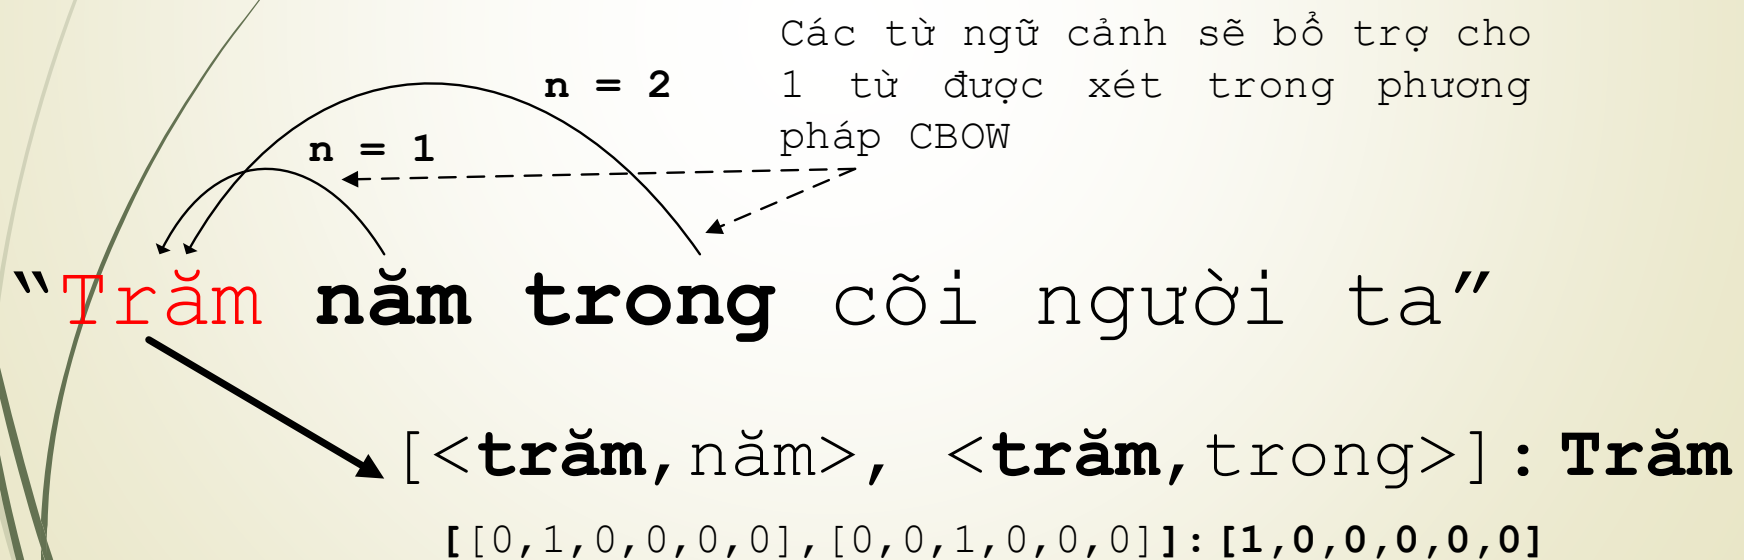 Các từ ngữ cảnh sẽ bổ trợ cho
1 từ được xét trong phương
pháp CBOW
n = 2
n = 1
“Trăm năm trong cõi người ta”
[<trăm,năm>, <trăm,trong>]: Trăm
[[0,1,0,0,0,0],[0,0,1,0,0,0]]:[1,0,0,0,0,0]